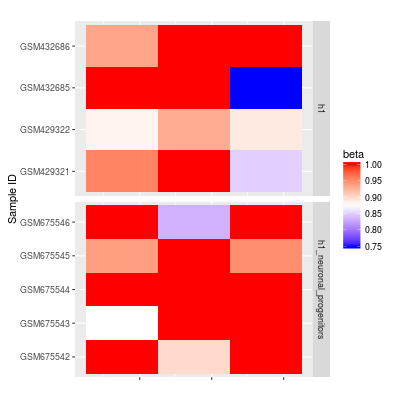 GSM432686
GSM432685
GSM429322
GSM429321
h1
GSM675546
GSM675545
GSM675544
GSM675543
GSM675542
h1_neuronal_progenitors
Sample ID
beta
1.00
0.95
0.90
0.85
0.80
0.75